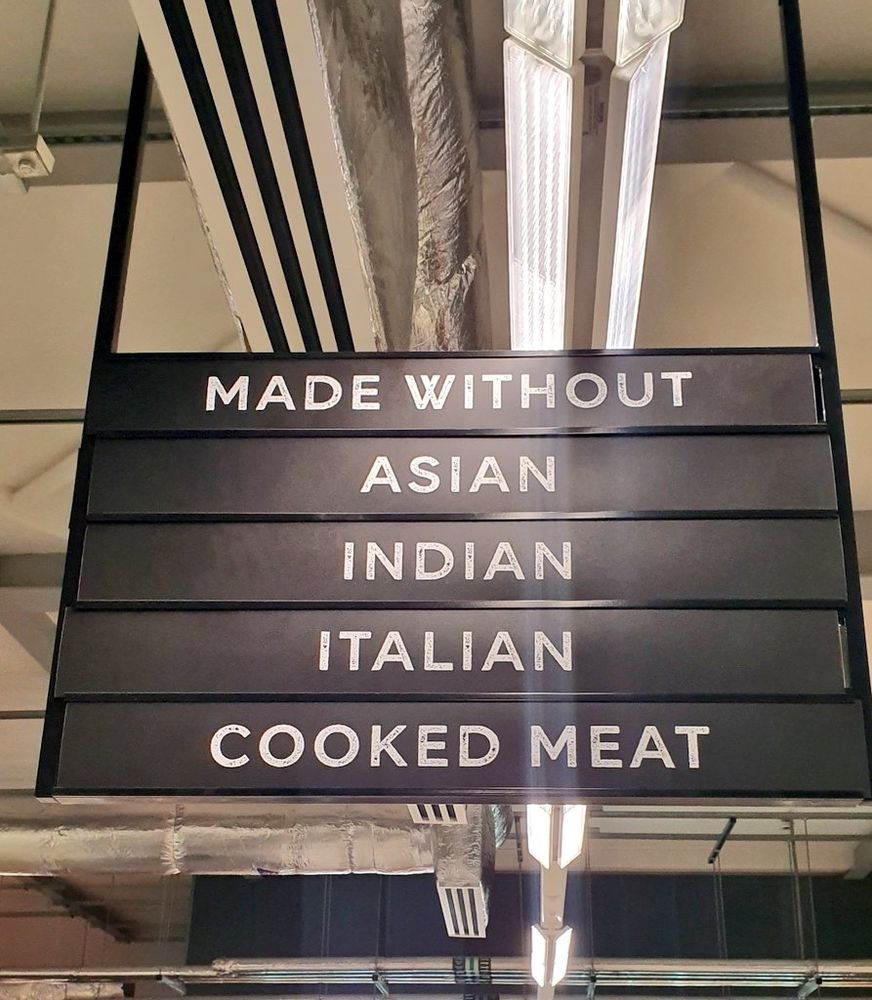 MADE WITHOUT
ASIAN
INDIAN
ITALIAN
COOKED MEAT